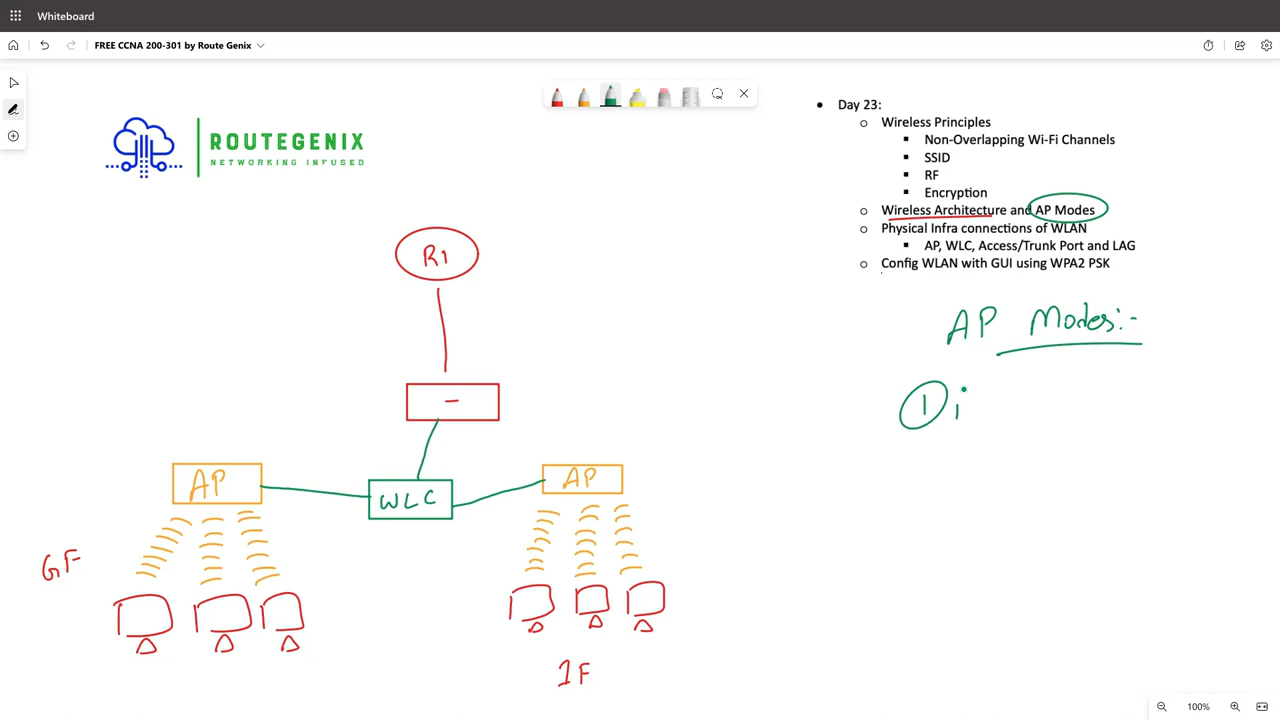 Whiteboard
FREE CCNA 200-301 by Route Genix
ROUTEGENIX
NETWORKING INFUSED
Day 23:
Wireless Principles
Non-Overlapping Wi-Fi Channels
SSID
RF
Encryption
Wireless Architecture and AP Modes
Physical Infra connections of WLAN
AP, WLC, Access/Trunk Port and LAG
Config WLAN with GUI using WPA2 PSK
AP Modes:-
1 i
R1
AP
WLC
AP
GF
1F
100%